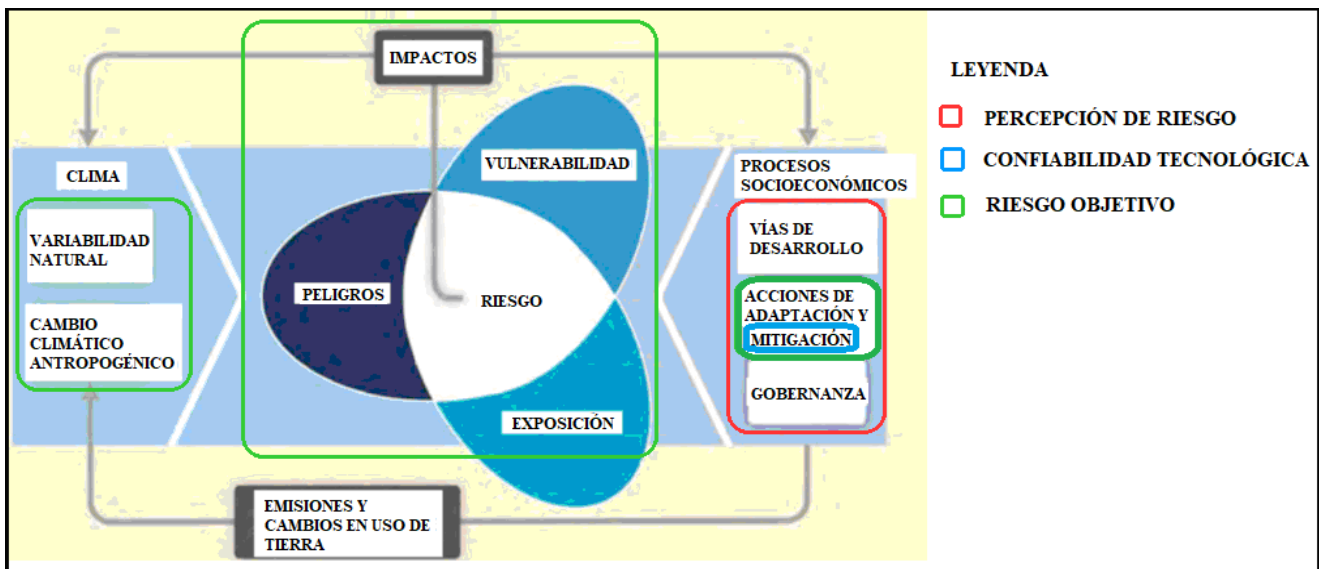 IMPACTOS
CLIMA
VARIABILIDAD
NATURAL
CAMBIO
CLIMÁTICO
ANTROPOGÉNICO
VULNERABILIDAD
PELIGROS
RIESGO
EXPOSICIÓN
PROCESOS
SOCIOECONÓMICOS
VÍAS DE
DESARROLLO
ACCIONES DE
ADAPTACIÓN Y
MITIGACIÓN
GOBERNANZA
EMISIONES Y
CAMBIOS EN USO DE
TIERRA
LEYENDA
PERCEPCIÓN DE RIESGO
CONFIABILIDAD TECNOLÓGICA
RIESGO OBJETIVO